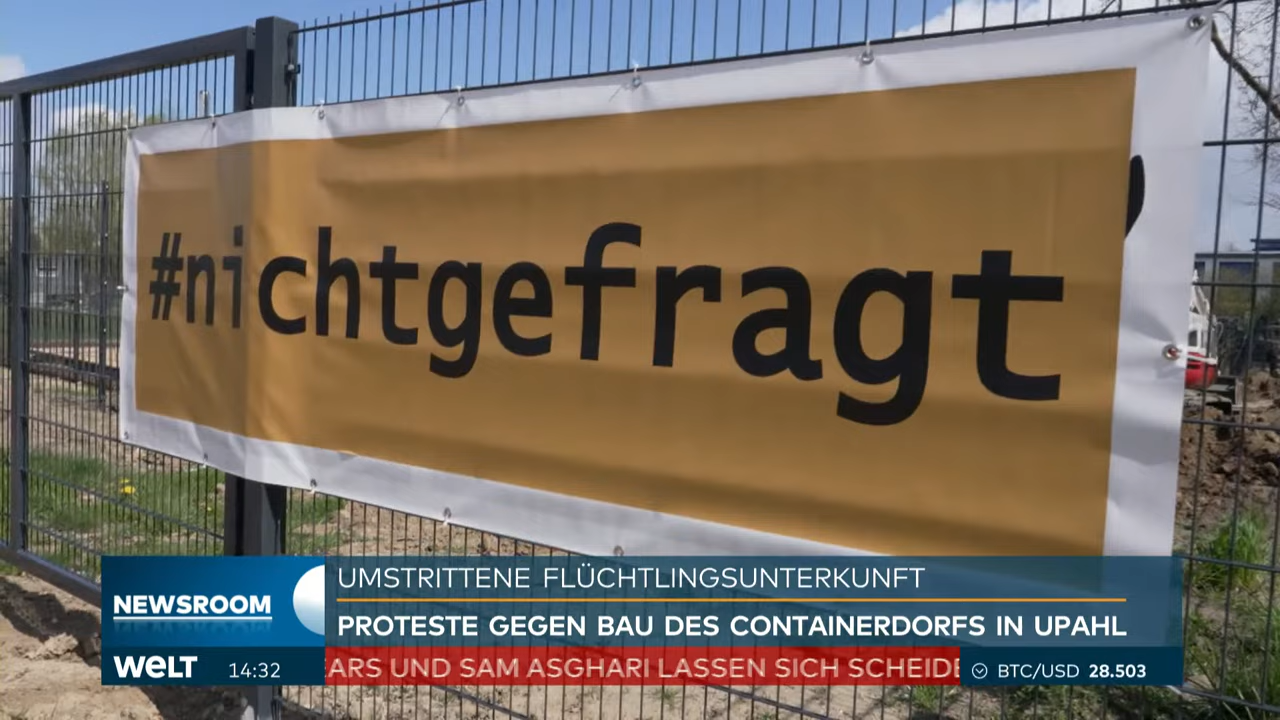 #nichtgefragt
UMSTRITTENE FLÜCHTLINGSUNTERKUNFT
NEWSROOM
PROTESTE GEGEN BAU DES CONTAINERDORFS IN UPAHL
welt 14:32 EARS UND SAM ASGHARI LASSEN SICH SCHEIDE BTC/USD 28.503